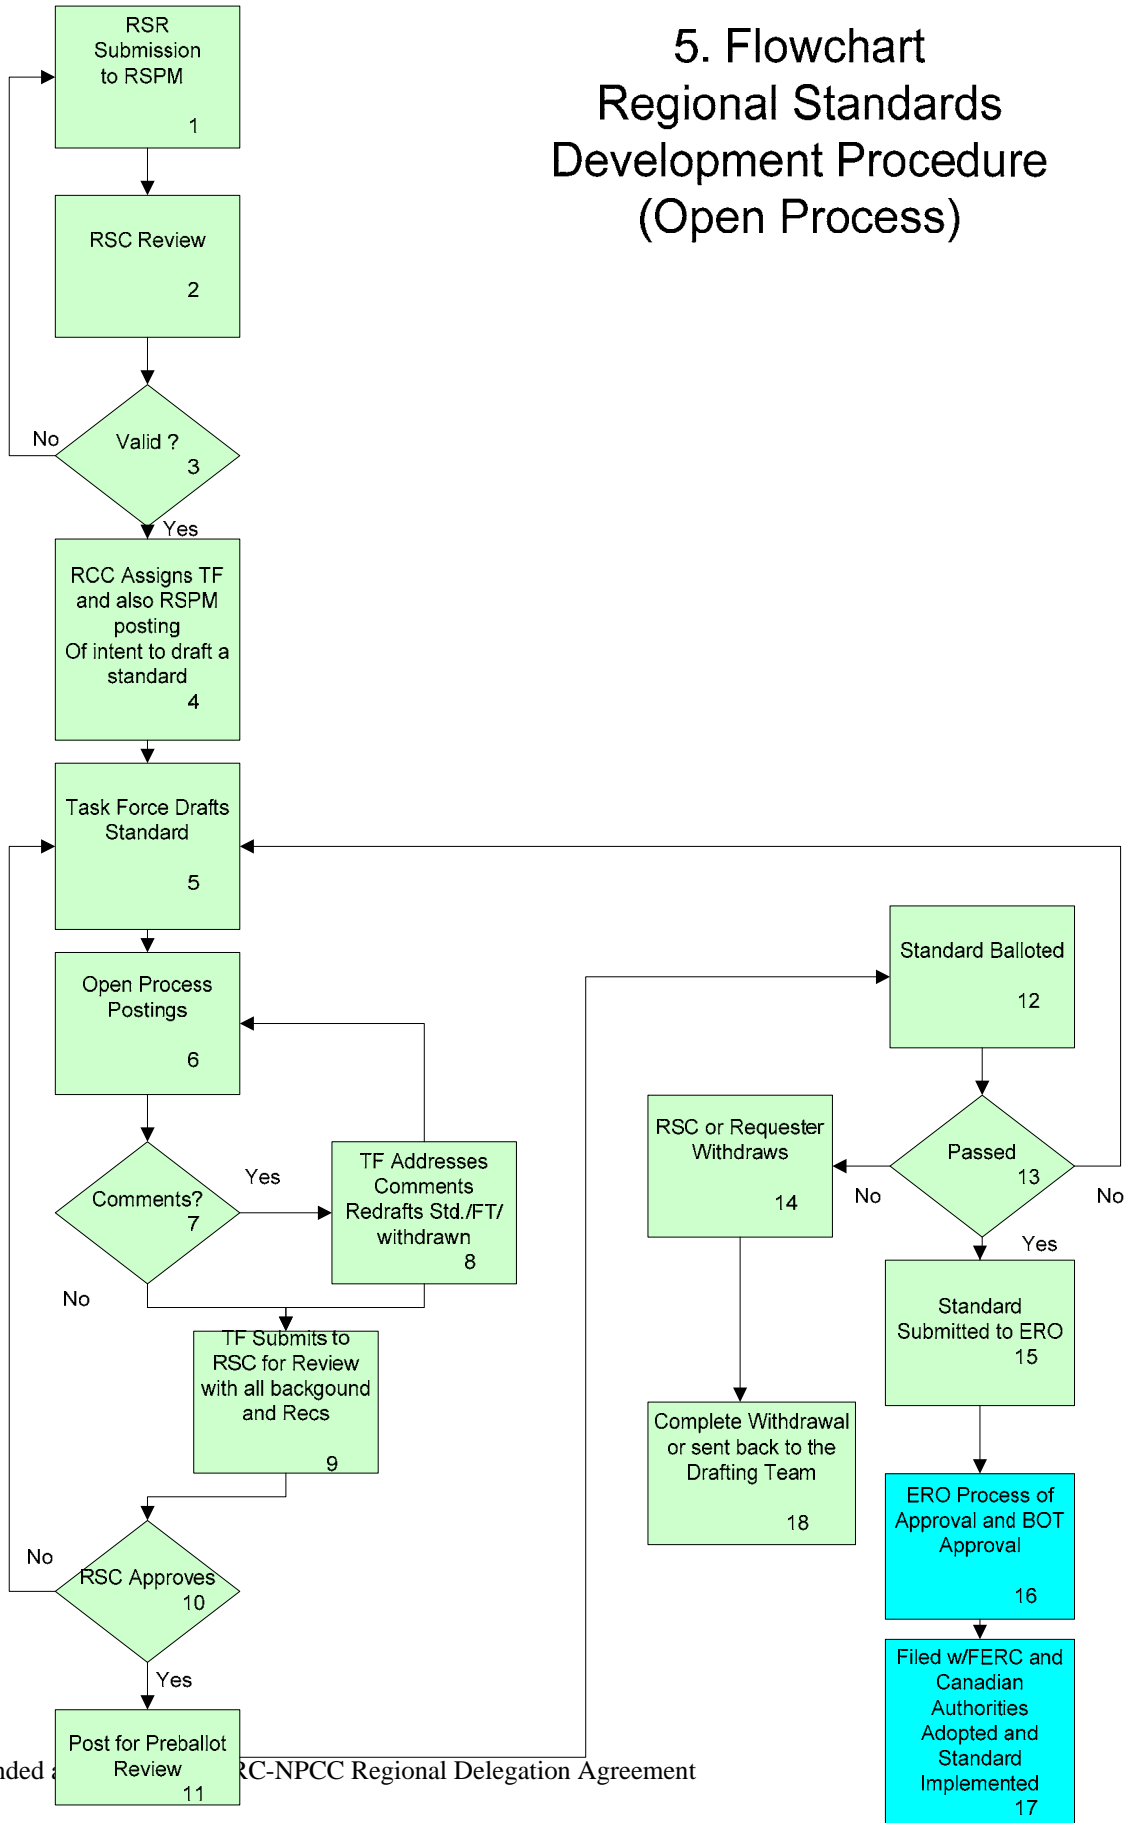 5. Flowchart
Regional Standards
Development Procedure
(Open Process)
RSR
Submission
to RSPM
1
RSC Review
2
No
Valid ?
3
Yes
RCC Assigns TF
and also RSPM
posting
Of intent to draft a
standard
4
Task Force Drafts
Standard
5
Open Process
Postings
6
Comments?
7
Yes
No
TF Addresses
Comments
Redrafts Std./FT/
withdrawn
8
TF Submits to
RSC for Review
with all backgound
and Recs
9
No
RSC Approves
10
Yes
Post for Preballot
Review
11
Standard Balloted
12
Passed
13
No
No
Yes
RSC or Requester
Withdraws
14
Standard
Submitted to ERO
15
Complete Withdrawal
or sent back to the
Drafting Team
18
ERO Process of
Approval and BOT
Approval
16
Filed w/FERC and
Canadian
Authorities
Adopted and
Standard
Implemented
17
RC-NPCC Regional Delegation Agreement